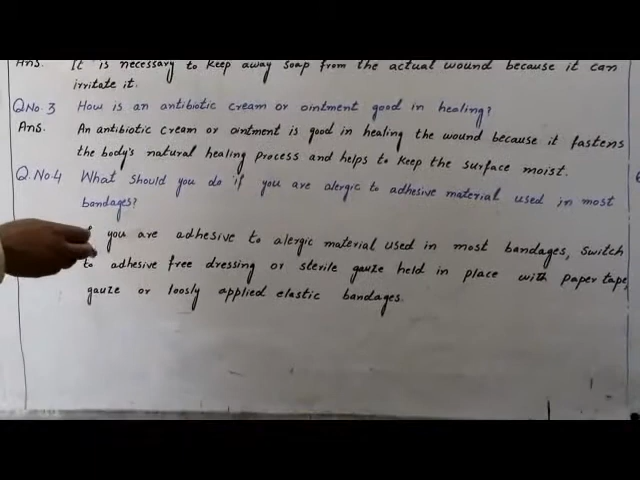 Ans. It is necessary to keep away soap from the actual wound because it can
irritate it.
Q No. 3 How is an antibiotic cream or ointment good in healing?
Ans. An antibiotic cream or ointment is good in healing the wound because it fastens
the body's natural healing process and helps to keep the surface moist.
Q. No. 4 What should you do if you are alergic to adhesive material used in most
bandages?
you are adhesive to alergic material used in most bandages, switch
to adhesive free dressing or sterile gauze held in place with paper tape,
gauze or loosly applied elastic bandages.